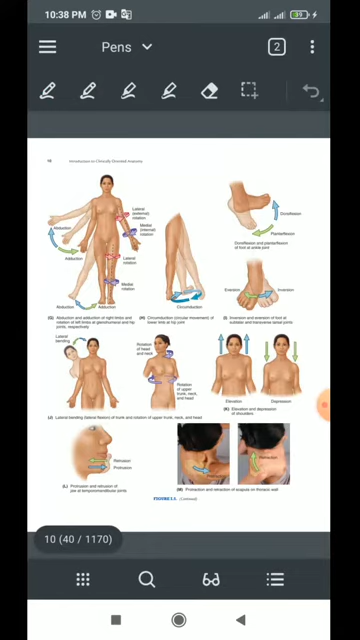 10:38 PM
39
Pens
2
16 Introduction to Clinically Oriented Anatomy
Abduction
Adduction
Lateral
(external)
rotation
Medial
(internal)
rotation
Lateral
rotation
Medial
rotation
Abduction
Adduction
(G) Abduction and adduction of right limbs and
rotation of left limbs at glenohumeral and hip
joints, respectively
Circumduction
(H) Circumduction (circular movement) of
lower limb at hip joint
Dorsiflexion
Plantarflexion
Dorsiflexion and plantarflexion
of foot at ankle joint
Eversion
Inversion
(I) Inversion and eversion of foot at
subtalar and transverse tarsal joints
Lateral
bending
Rotation
of head
and neck
Rotation
of upper
trunk, neck,
and head
(J) Lateral bending (lateral flexion) of trunk and rotation of upper trunk, neck, and head
Elevation
Depression
(K) Elevation and depression
of shoulders
Retrusion
Protrusion
(L) Protrusion and retrusion of
jaw at temporomandibular joints
Protraction
Retraction
(M) Protraction and retraction of scapula on thoracic wall
(Continued)
10 (40 / 1170)